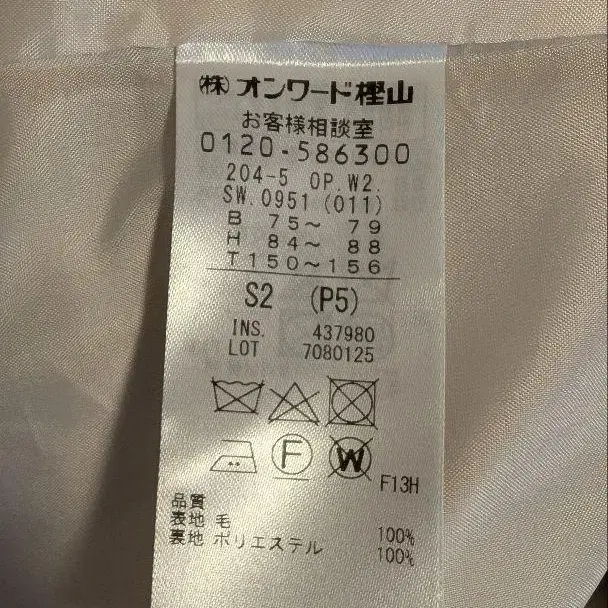 ㈱オンワード樫山
お客様相談室
0120-586300
204-5 OP.W2.
SW.0951 (011)
B 75〜 79
H 84〜 88
T150〜156
S2 (P5)
INS. 437980
LOT 7080125
F
W
F13H
品質
表地 毛 100%
裏地 ポリエステル 100%